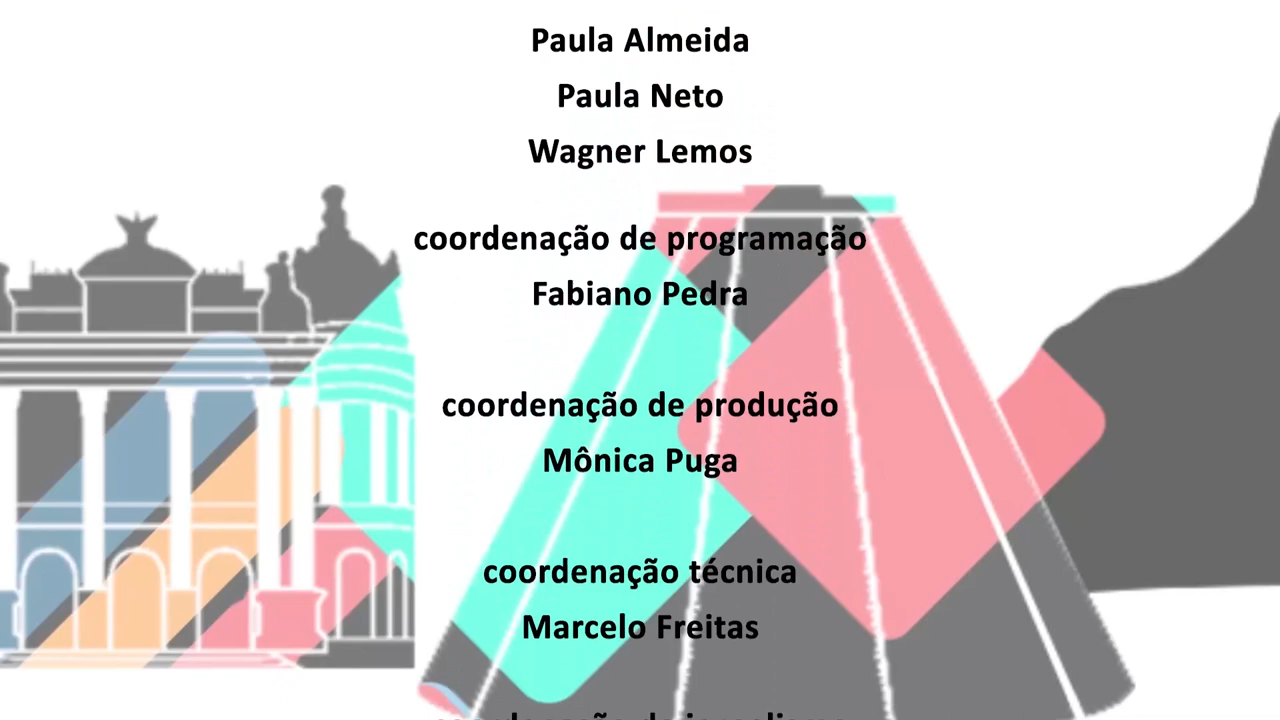 Paula Almeida
Paula Neto
Wagner Lemos
coordenação de programação
Fabiano Pedra
coordenação de produção
Mônica Puga
coordenação técnica
Marcelo Freitas